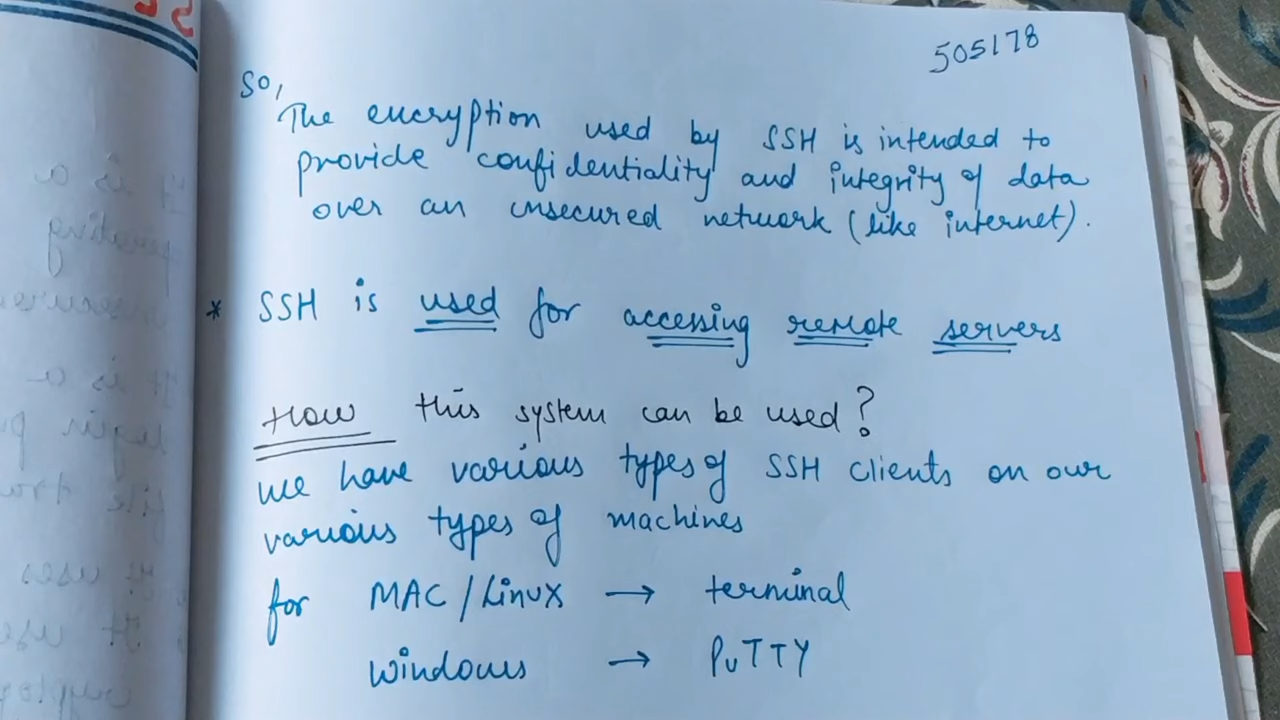 505178
So,
The encryption used by SSH is intended to
provide confidentiality and integrity of data
over an unsecured network (like internet).
* SSH is used for accessing remote servers
How this system can be used?
we have various types of SSH clients on our
various types of machines
for MAC/Linux → terminal
windows → PuTTY